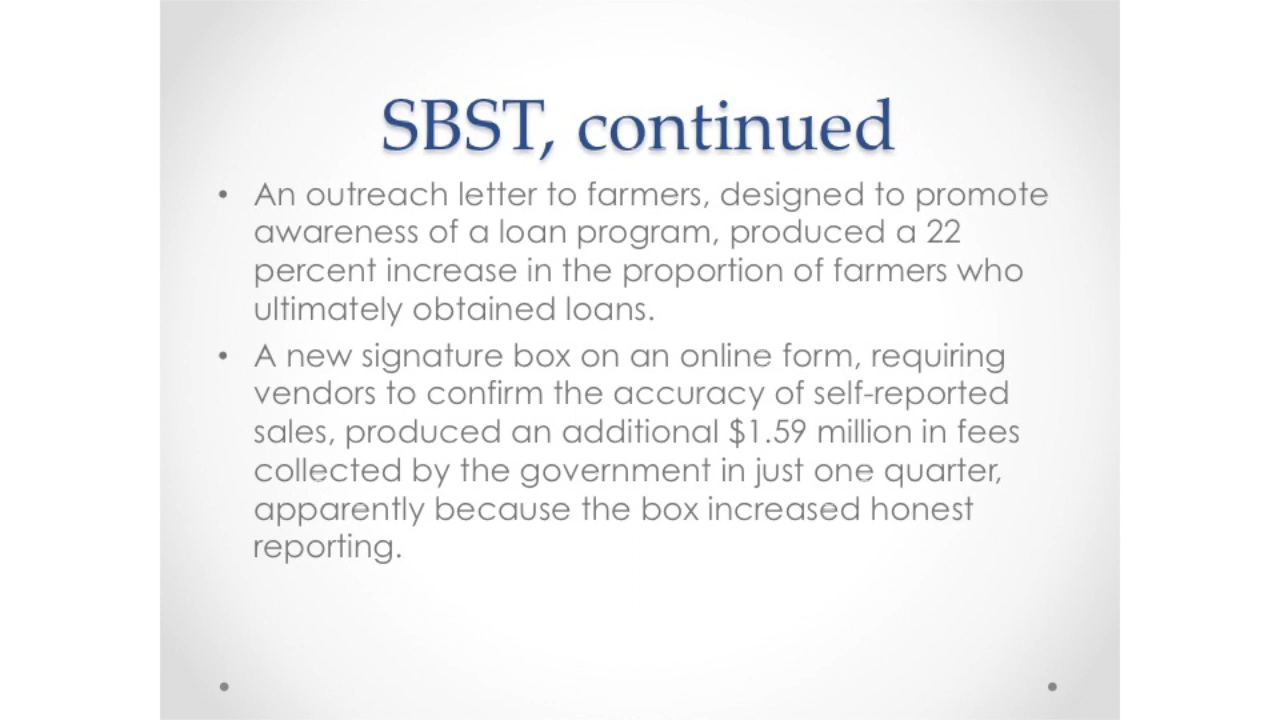 SBST, continued
• An outreach letter to farmers, designed to promote
awareness of a loan program, produced a 22
percent increase in the proportion of farmers who
ultimately obtained loans.
• A new signature box on an online form, requiring
vendors to confirm the accuracy of self-reported
sales, produced an additional $1.59 million in fees
collected by the government in just one quarter,
apparently because the box increased honest
reporting.